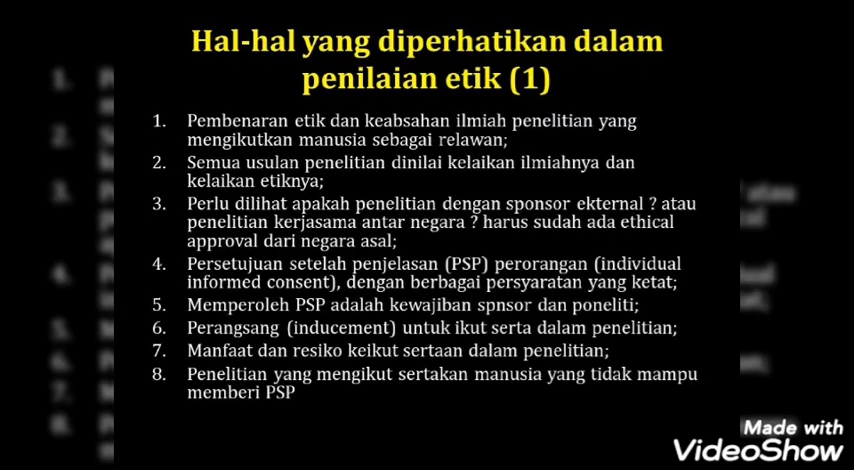 Hal-hal yang diperhatikan dalam
penilaian etik (1)
1. Pembenaran etik dan keabsahan ilmiah penelitian yang
mengikutkan manusia sebagai relawan;
2. Semua usulan penelitian dinilai kelaikan ilmiahnya dan
kelaikan etiknya;
3. Perlu dilihat apakah penelitian dengan sponsor ekternal ? atau
penelitian kerjasama antar negara ? harus sudah ada ethical
approval dari negara asal;
4. Persetujuan setelah penjelasan (PSP) perorangan (individual
informed consent), dengan berbagai persyaratan yang ketat;
5. Memperoleh PSP adalah kewajiban spnsor dan poneliti;
6. Perangsang (inducement) untuk ikut serta dalam penelitian;
7. Manfaat dan resiko keikut sertaan dalam penelitian;
8. Penelitian yang mengikut sertakan manusia yang tidak mampu
memberi PSP
Made with
VideoShow